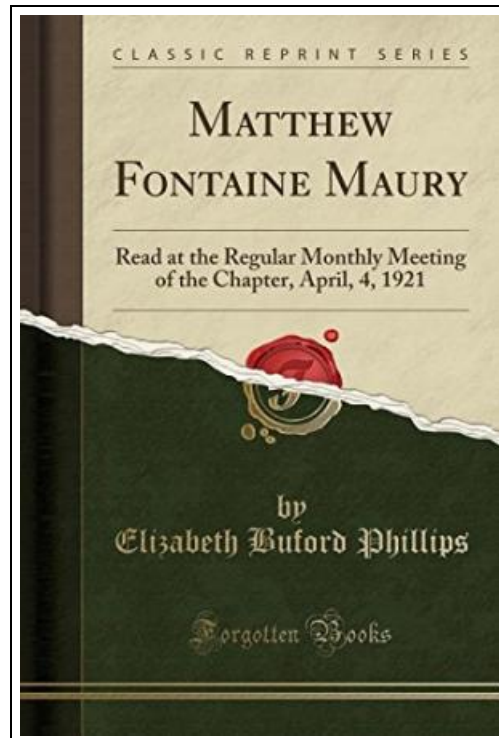 CLASSIC REPRINT SERIES
MATTHEW
FONTAINE MAURY
Read at the Regular Monthly Meeting
of the Chapter, April, 4, 1921
by
Elizabeth Buford Phillips
Forgotten Books